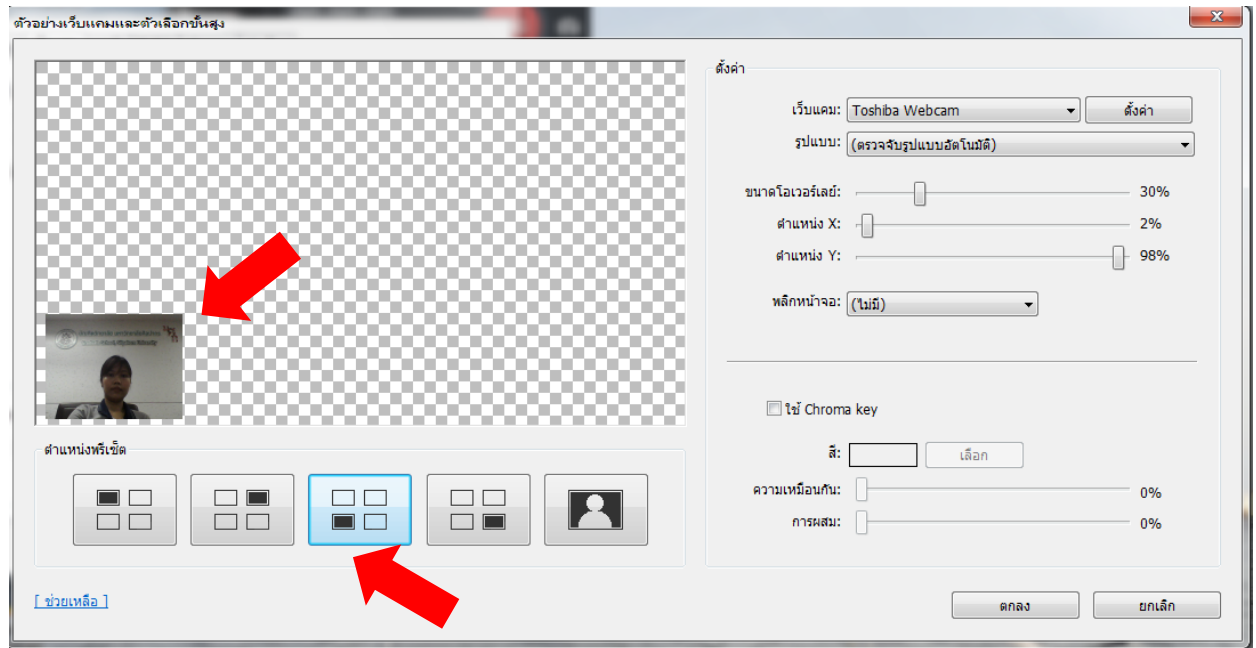 ตัวอย่างเว็บแคมและตัวเลือกขั้นสูง
ตั้งค่า
เว็บแคม: Toshiba Webcam ตั้งค่า
รูปแบบ: (ตรวจจับรูปแบบอัตโนมัติ)
ขนาดโอเวอร์เลย์: 30%
ตำแหน่ง X: 2%
ตำแหน่ง Y: 98%
พลิกหน้าจอ: (ไม่มี)
ใช้ Chroma key
สี: เลือก
ความเหมือนกัน: 0%
การผสม: 0%
ตำแหน่งพรีเซ็ต
[ ช่วยเหลือ ]
ตกลง ยกเลิก